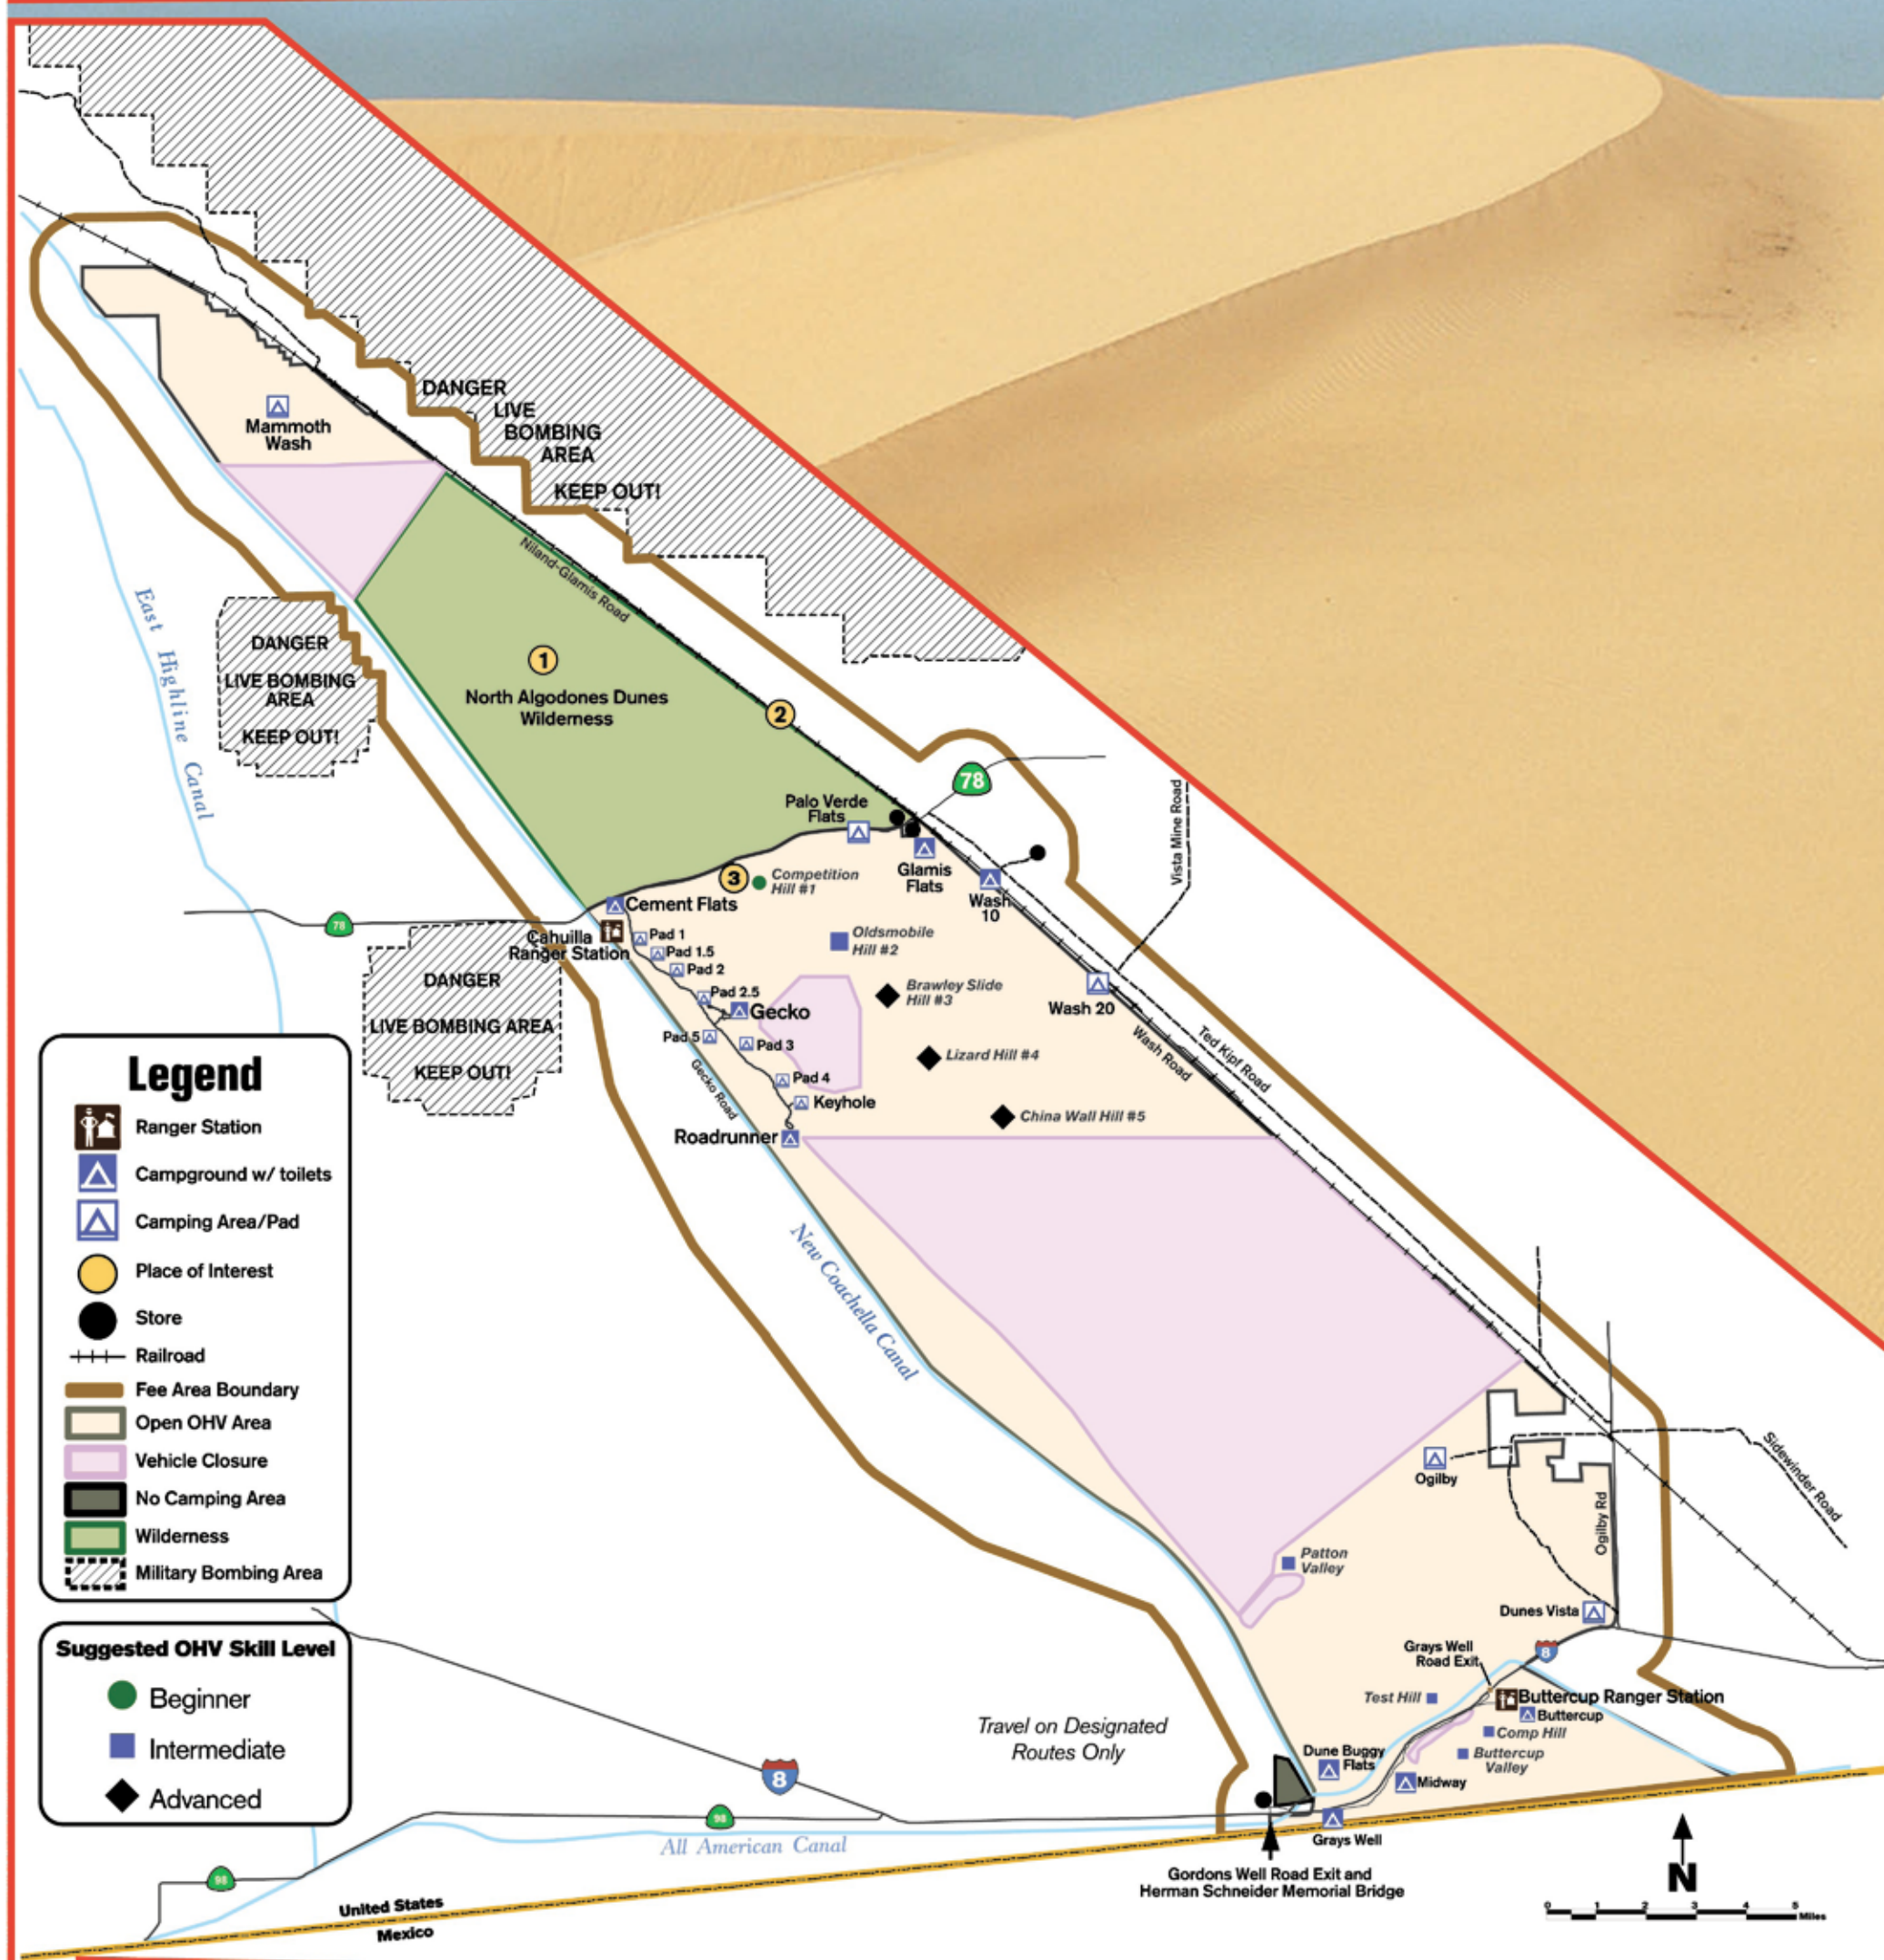 DANGER
LIVE
BOMBING
AREA
KEEP OUT!
Mammoth
Wash
Niland-Glamis Road
East Highline Canal
DANGER
LIVE BOMBING
AREA
KEEP OUT!
1
North Algodones Dunes
Wilderness
2
78
Palo Verde
Flats
Vista Mine Road
Glamis
Flats
3
Competition
Hill #1
Wash
10
Cement Flats
78
Cahuilla
Ranger Station
Pad 1
Pad 1.5
Pad 2
Pad 2.5
Gecko
Pad 5
Pad 3
Pad 4
Keyhole
Roadrunner
Gecko Road
Oldsmobile
Hill #2
Brawley Slide
Hill #3
Lizard Hill #4
China Wall Hill #5
Wash 20
Wash Road
Ted Kipf Road
DANGER
LIVE BOMBING AREA
KEEP OUT!
New Coachella Canal
Legend
Ranger Station
Campground w/ toilets
Camping Area/Pad
Place of Interest
Store
Railroad
Fee Area Boundary
Open OHV Area
Vehicle Closure
No Camping Area
Wilderness
Military Bombing Area
Suggested OHV Skill Level
Beginner
Intermediate
Advanced
Ogilby
Ogilby Rd
Sidewinder Road
Patton
Valley
Dunes Vista
8
Grays Well
Road Exit
Test Hill
Buttercup Ranger Station
Buttercup
Comp Hill
Buttercup
Valley
Travel on Designated
Routes Only
Dune Buggy
Flats
Midway
Grays Well
8
98
98
All American Canal
Gordons Well Road Exit and
Herman Schneider Memorial Bridge
United States
Mexico
N
0 1 2 3 4 5
Miles